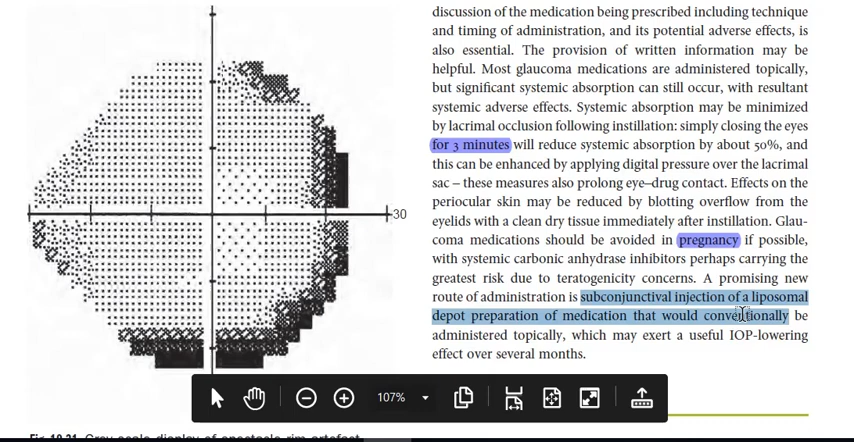 -30
discussion of the medication being prescribed including technique
and timing of administration, and its potential adverse effects, is
also essential. The provision of written information may be
helpful. Most glaucoma medications are administered topically,
but significant systemic absorption can still occur, with resultant
systemic adverse effects. Systemic absorption may be minimized
by lacrimal occlusion following instillation: simply closing the eyes
for 3 minutes will reduce systemic absorption by about 50%, and
this can be enhanced by applying digital pressure over the lacrimal
sac – these measures also prolong eye–drug contact. Effects on the
periocular skin may be reduced by blotting overflow from the
eyelids with a clean dry tissue immediately after instillation. Glau-
coma medications should be avoided in pregnancy if possible,
with systemic carbonic anhydrase inhibitors perhaps carrying the
greatest risk due to teratogenicity concerns. A promising new
route of administration is subconjunctival injection of a liposomal
depot preparation of medication that would conventionally be
administered topically, which may exert a useful IOP-lowering
effect over several months.
107%